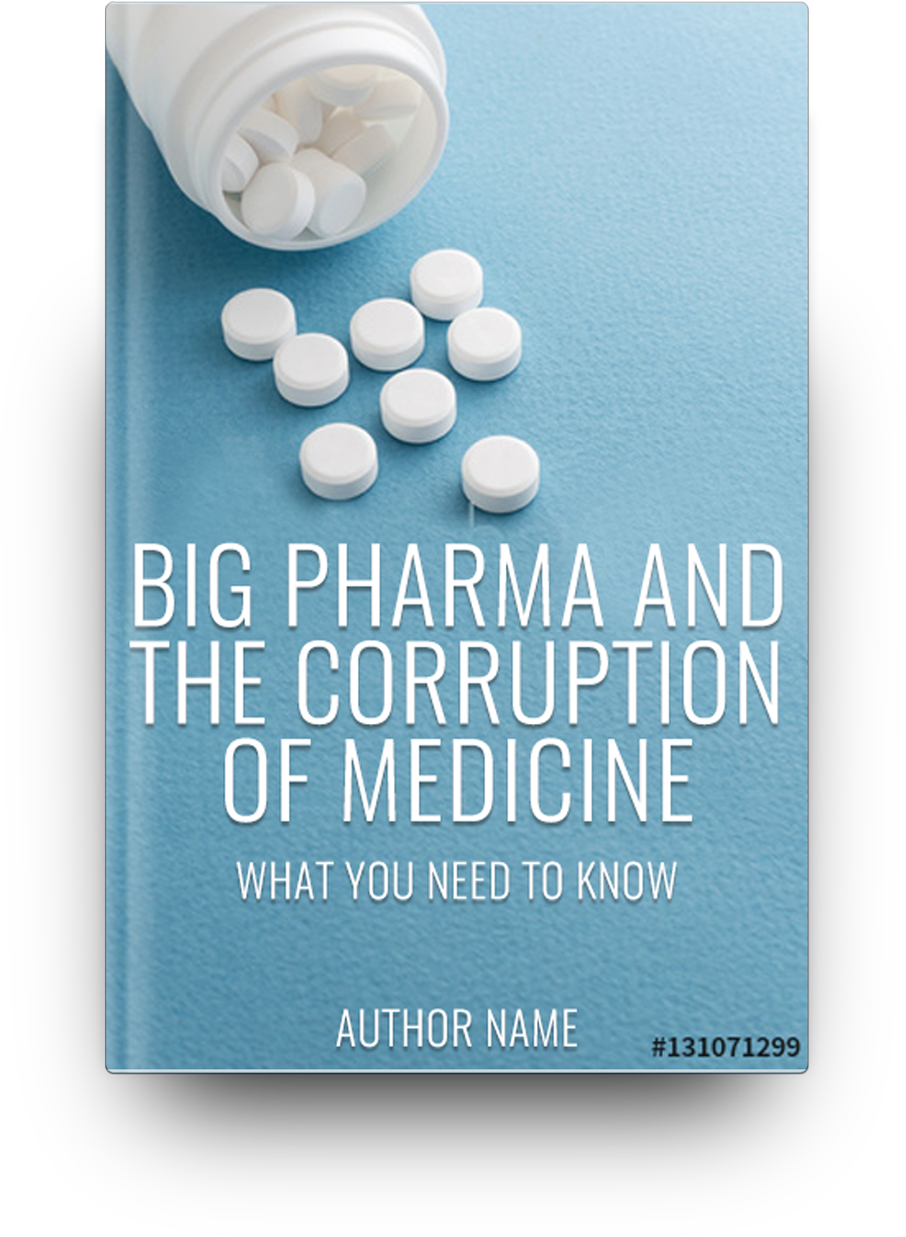 BIG PHARMA AND
THE CORRUPTION
OF MEDICINE
WHAT YOU NEED TO KNOW
AUTHOR NAME
#131071299